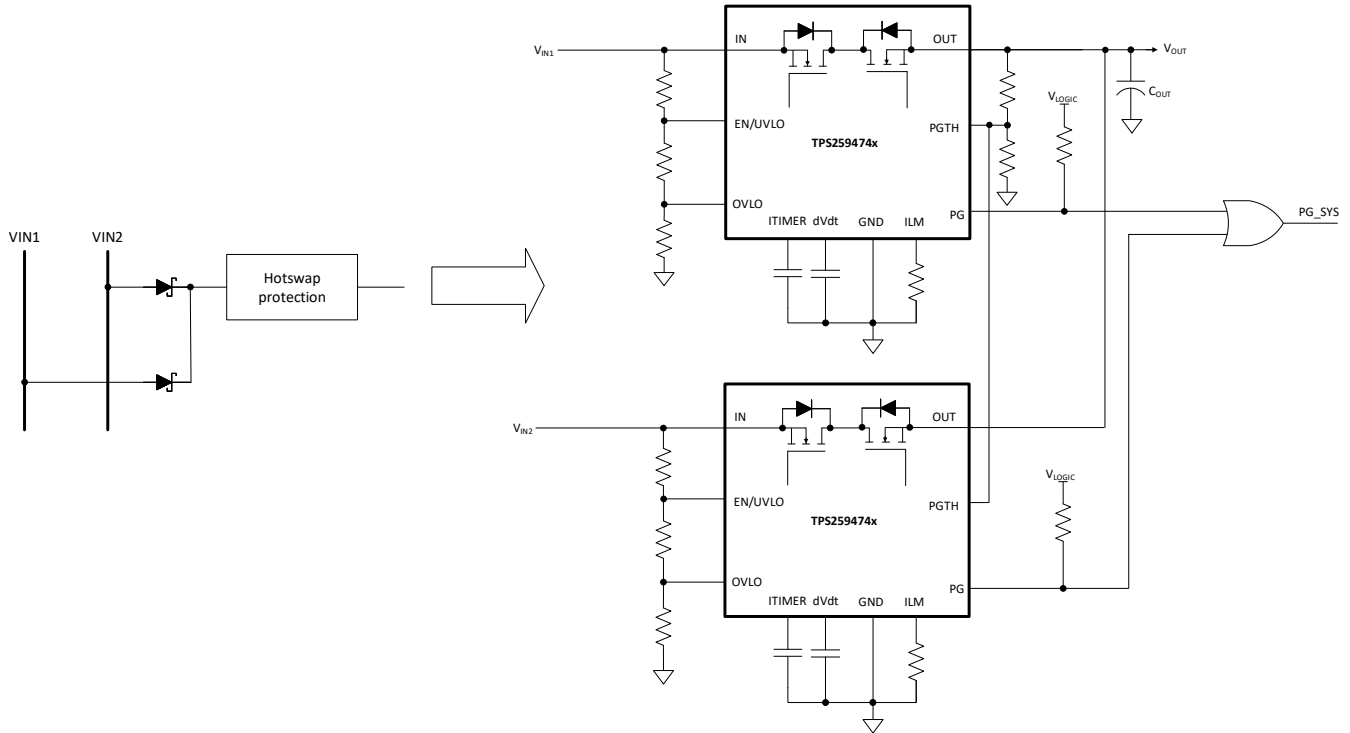 VIN1
VIN2
Hotswap
protection
VIN1
IN
OUT
VOUT
COUT
VLOGIC
EN/UVLO
PGTH
TPS259474x
OVLO
PG
ITIMER dVdt GND ILM
PG_SYS
VIN2
IN
OUT
VLOGIC
EN/UVLO
PGTH
TPS259474x
OVLO
PG
ITIMER dVdt GND ILM